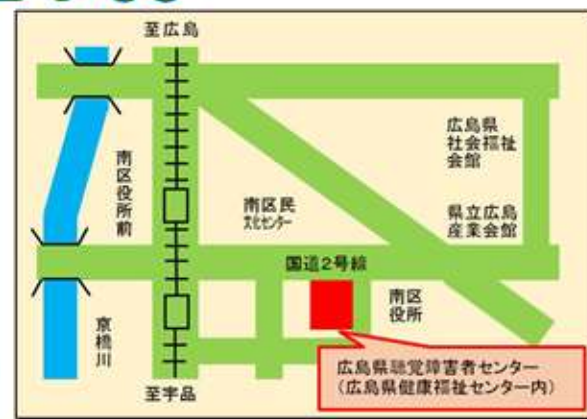 至広島
広島県
社会福祉
会館
南区役所前
南区民
文化センター
県立広島
産業会館
国道2号線
南区
役所
京橋川
広島県聴覚障害者センター
（広島県健康福祉センター内）
至宇品